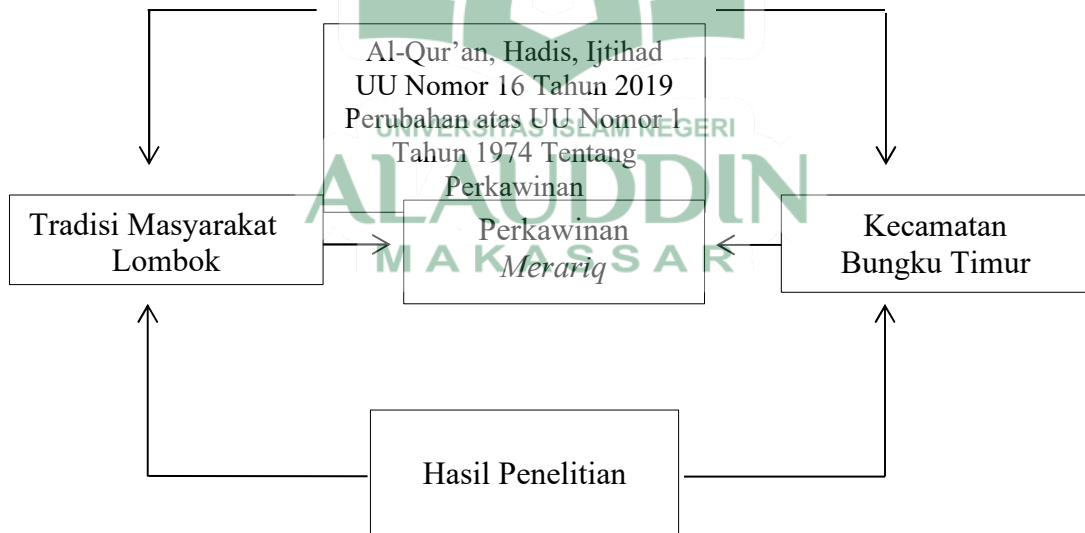 Al-Qur’an, Hadis, Ijtihad
UU Nomor 16 Tahun 2019
Perubahan atas UU Nomor 1
Tahun 1974 Tentang
Perkawinan
UNIVERSITAS ISLAM NEGERI
ALAUDDIN
MAKASSAR
Tradisi Masyarakat
Lombok
Perkawinan
Merariq
Kecamatan
Bungku Timur
Hasil Penelitian